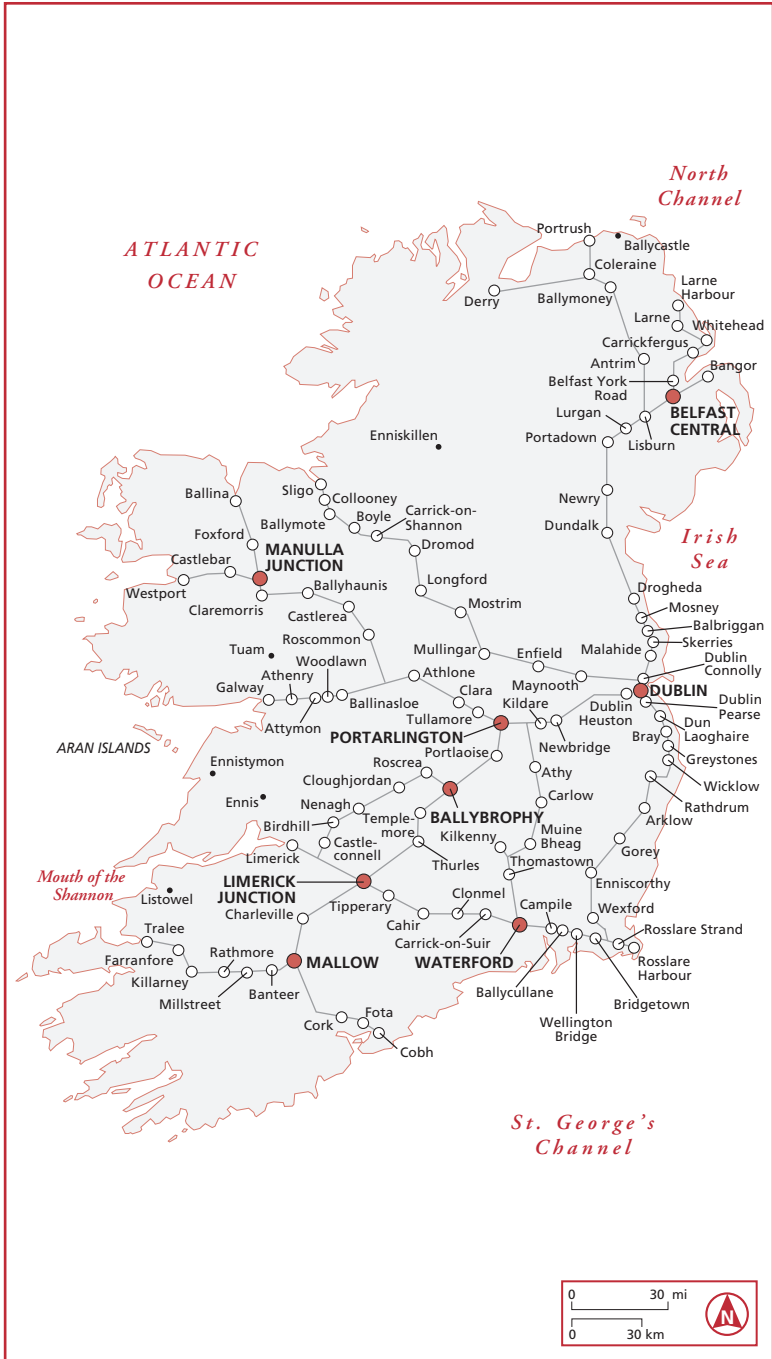 North
Channel
ATLANTIC
OCEAN
Portrush
Ballycastle
Coleraine
Derry
Ballymoney
Larne
Harbour
Larne
Whitehead
Carrickfergus
Antrim
Bangor
Belfast York
Road
BELFAST
CENTRAL
Lurgan
Portadown
Lisburn
Enniskillen
Newry
Dundalk
Irish
Sea
Ballina
Sligo
Collooney
Ballymote
Boyle
Carrick-on-
Shannon
Foxford
MANULLA
JUNCTION
Dromod
Castlebar
Westport
Claremorris
Ballyhaunis
Castlerea
Roscommon
Longford
Mostrim
Drogheda
Mosney
Balbriggan
Skerries
Malahide
Dublin
Connolly
Tuam
Mullingar
Enfield
Maynooth
Athlone
Clara
Woodlawn
Athenry
Galway
Attymon
Ballinasloe
Tullamore
Kildare
DUBLIN
Dublin
Heuston
Dublin
Pearse
PORTARLINGTON
Newbridge
Dun
Laoghaire
Bray
Greystones
Wicklow
Rathdrum
ARAN ISLANDS
Portlaoise
Roscrea
Ennistymon
Cloughjordan
Athy
Ennis
Nenagh
BALLYBROPHY
Carlow
Arklow
Birdhill
Temple-
more
Kilkenny
Muine
Bheag
Gorey
Castle-
connell
Limerick
Thurles
Thomastown
Enniscorthy
Mouth of the
Shannon
LIMERICK
JUNCTION
Listowel
Tipperary
Clonmel
Campile
Wexford
Charleville
Cahir
Carrick-on-Suir
Rosslare Strand
Tralee
Farranfore
Rathmore
MALLOW
WATERFORD
Rosslare
Harbour
Killarney
Millstreet
Banteer
Ballycullane
Bridgetown
Wellington
Bridge
Fota
Cork
Cobh
St. George's
Channel
0 30 mi
0 30 km
N